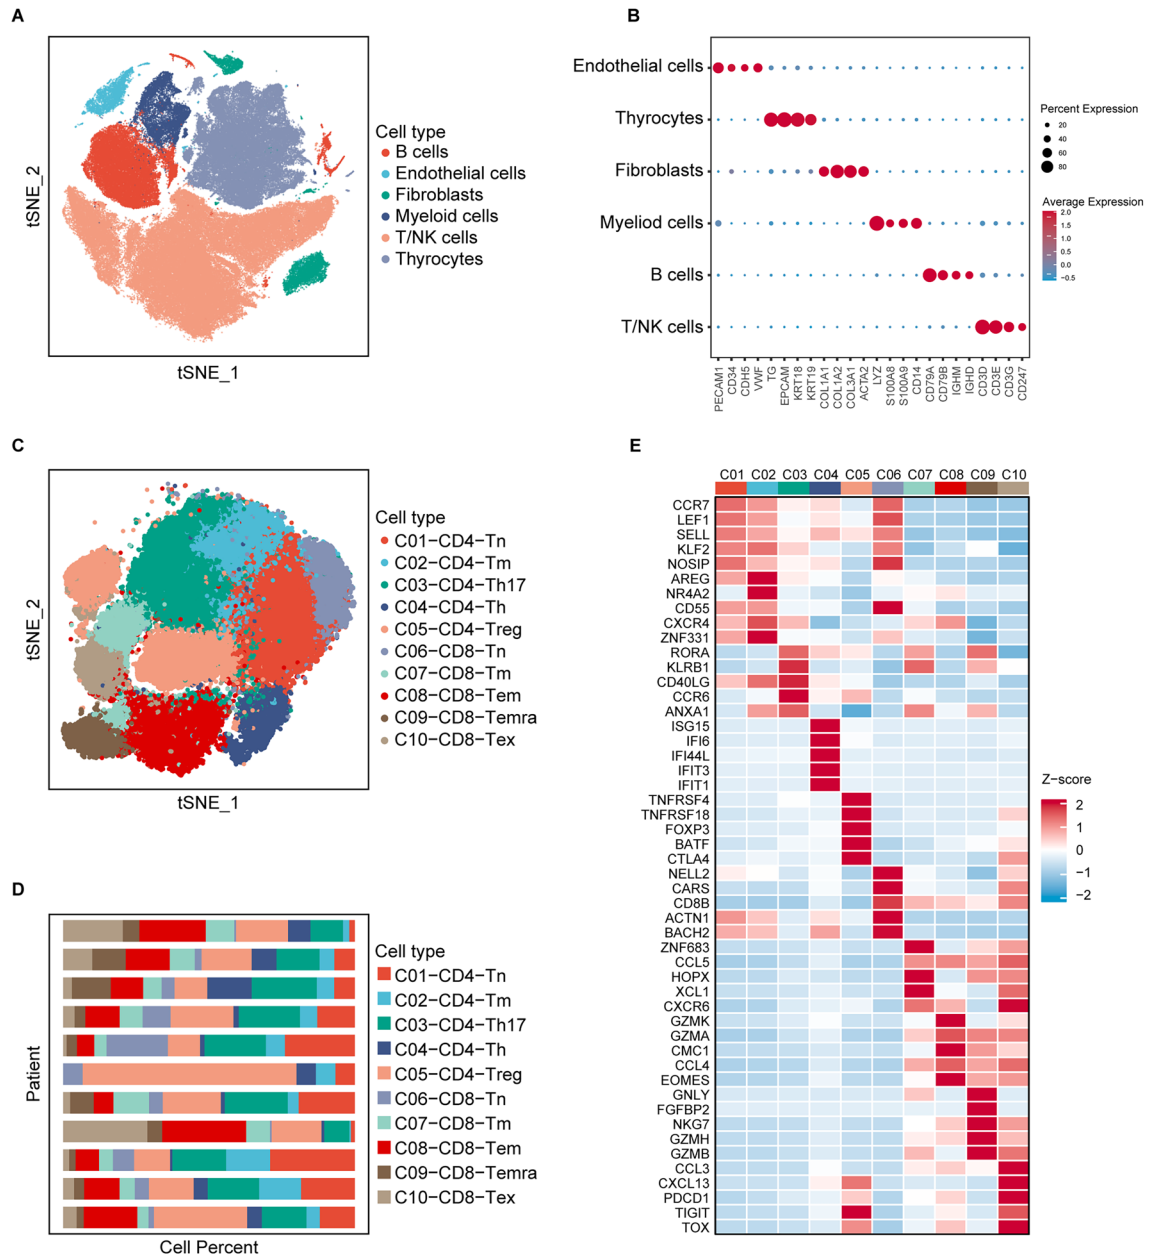 A
tSNE_2
tSNE_1
Cell type
B cells
Endothelial cells
Fibroblasts
Myeloid cells
T/NK cells
Thyrocytes
B
Endothelial cells
Thyrocytes
Fibroblasts
Myeliod cells
B cells
T/NK cells
PECAM1
CD34
CDH5
VWF
TG
EPCAM
KRT18
KRT19
COL1A1
COL1A2
COL3A1
ACTA2
LYZ
S100A8
S100A9
CD14
CD79A
CD79B
IGHM
IGHD
CD3D
CD3E
CD3G
CD247
Percent Expression
20
40
60
80
Average Expression
2.0
1.5
1.0
0.5
0.0
−0.5
C
tSNE_2
tSNE_1
Cell type
C01−CD4−Tn
C02−CD4−Tm
C03−CD4−Th17
C04−CD4−Th
C05−CD4−Treg
C06−CD8−Tn
C07−CD8−Tm
C08−CD8−Tem
C09−CD8−Temra
C10−CD8−Tex
D
Patient
Cell Percent
Cell type
C01−CD4−Tn
C02−CD4−Tm
C03−CD4−Th17
C04−CD4−Th
C05−CD4−Treg
C06−CD8−Tn
C07−CD8−Tm
C08−CD8−Tem
C09−CD8−Temra
C10−CD8−Tex
E
C01 C02 C03 C04 C05 C06 C07 C08 C09 C10
CCR7
LEF1
SELL
KLF2
NOSIP
AREG
NR4A2
CD55
CXCR4
ZNF331
RORA
KLRB1
CD40LG
CCR6
ANXA1
ISG15
IFI6
IFI44L
IFIT3
IFIT1
TNFRSF4
TNFRSF18
FOXP3
BATF
CTLA4
NELL2
CARS
CD8B
ACTN1
BACH2
ZNF683
CCL5
HOPX
XCL1
CXCR6
GZMK
GZMA
CMC1
CCL4
EOMES
GNLY
FGFBP2
NKG7
GZMH
GZMB
CCL3
CXCL13
PDCD1
TIGIT
TOX
Z−score
2
1
0
−1
−2